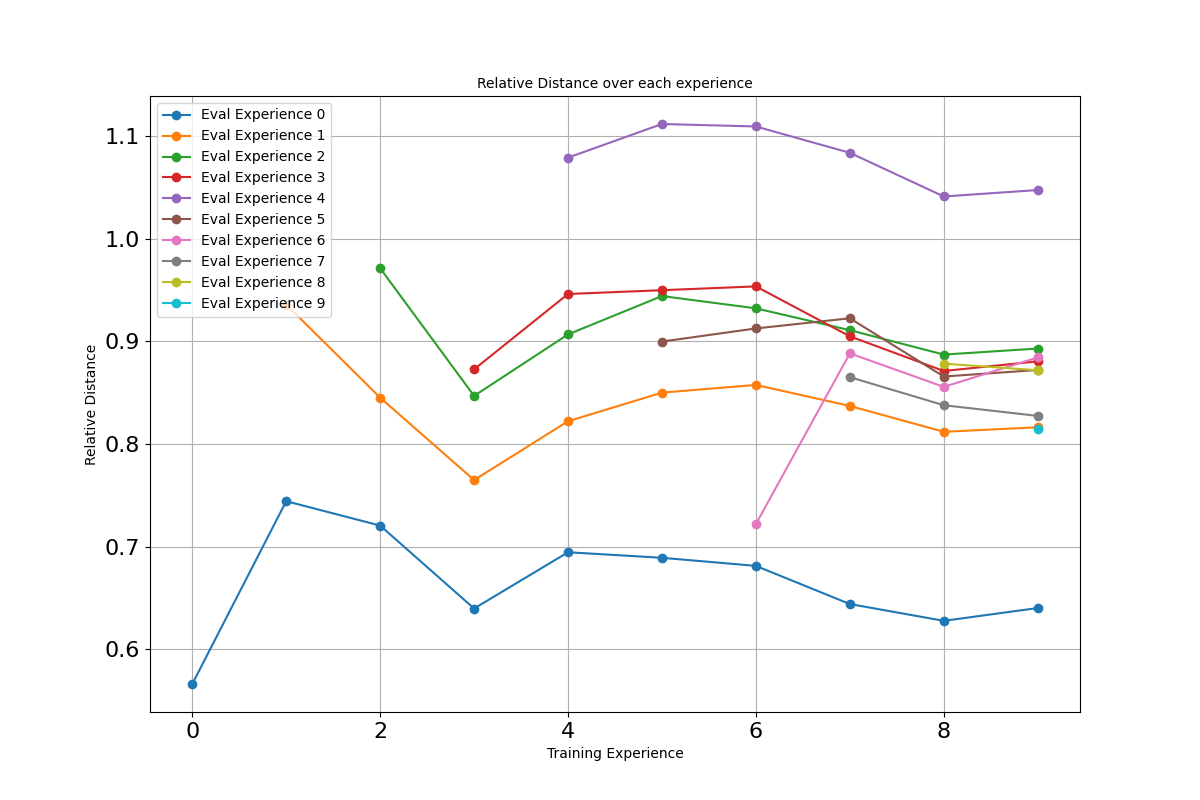 Relative Distance over each experience
Eval Experience 0
Eval Experience 1
Eval Experience 2
Eval Experience 3
Eval Experience 4
Eval Experience 5
Eval Experience 6
Eval Experience 7
Eval Experience 8
Eval Experience 9
1.1
1.0
0.9
0.8
0.7
0.6
Relative Distance
0 2 4 6 8
Training Experience